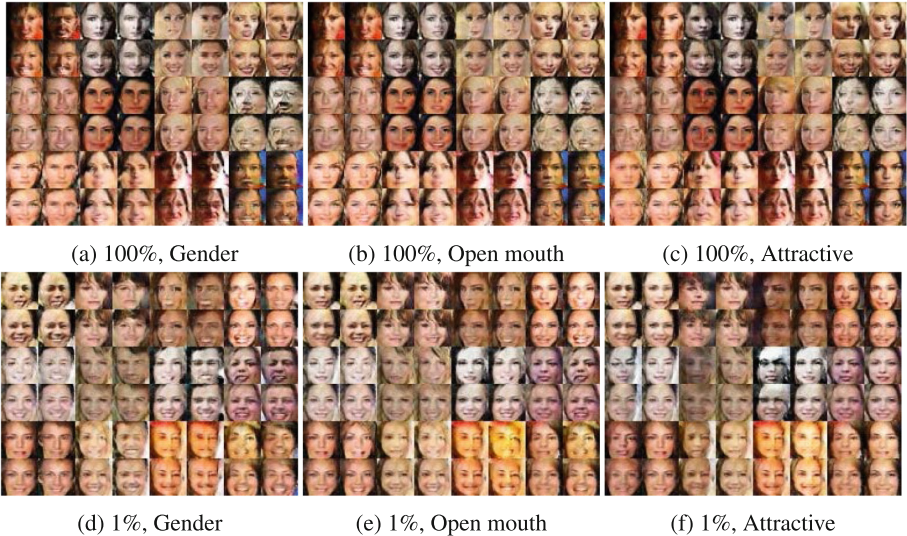 (a) 100%, Gender
(b) 100%, Open mouth
(c) 100%, Attractive
(d) 1%, Gender
(e) 1%, Open mouth
(f) 1%, Attractive